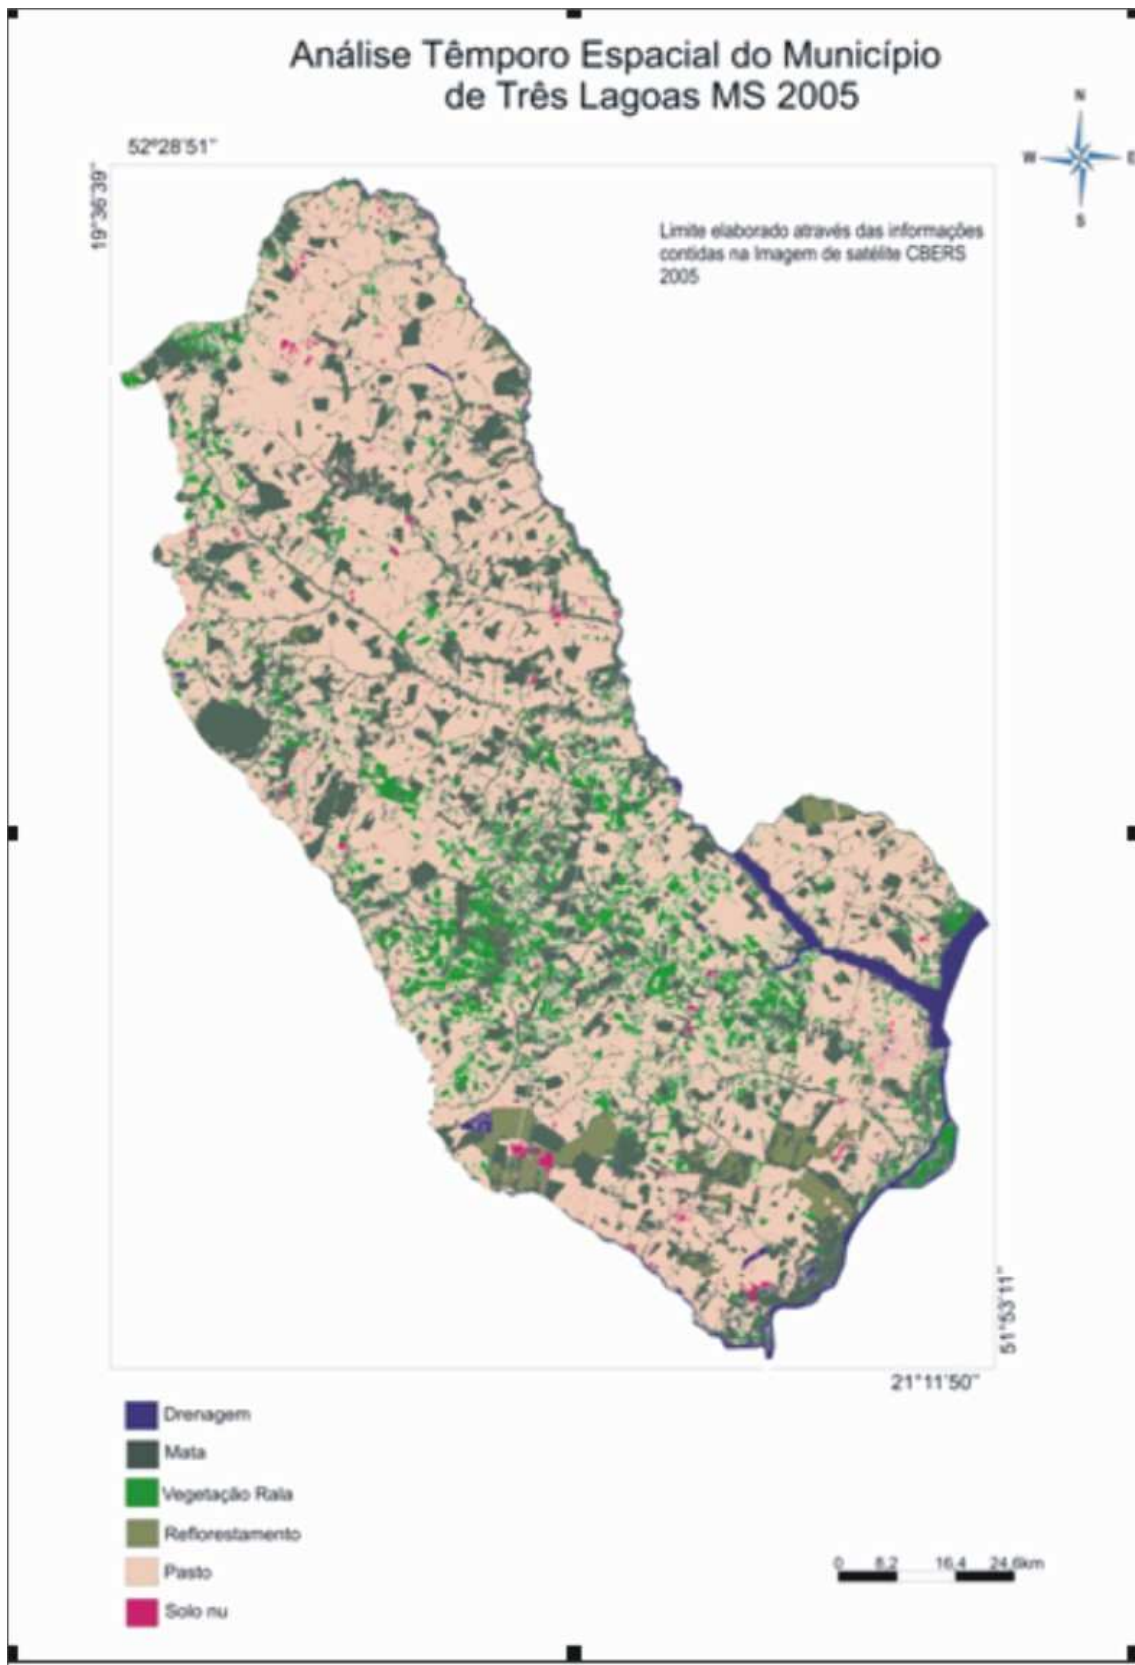 Análise Têmporo Espacial do Município
de Três Lagoas MS 2005
N
W
E
S
52º28'51"
19°36'39"
Limite elaborado através das informações
contidas na Imagem de satélite CBERS
2005
51°53'11"
21°11'50"
Drenagem
Mata
Vegetação Rala
Reflorestamento
Pasto
Solo nu
0 8,2 16,4 24,6km